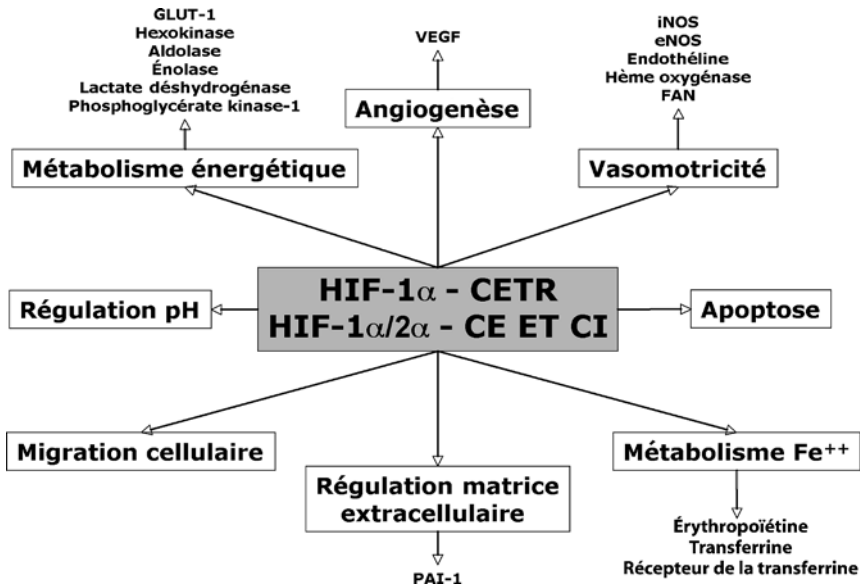 GLUT-1
Hexokinase
Aldolase
Énolase
Lactate déshydrogénase
Phosphoglycérate kinase-1
Métabolisme énergétique
VEGF
Angiogenèse
iNOS
eNOS
Endothéline
Hème oxygénase
FAN
Vasomotricité
Régulation pH
HIF-1α - CETR
HIF-1α/2α - CE ET CI
Apoptose
Migration cellulaire
Régulation matrice
extracellulaire
PAI-1
Métabolisme Fe⁺⁺
Érythropoïétine
Transferrine
Récepteur de la transferrine